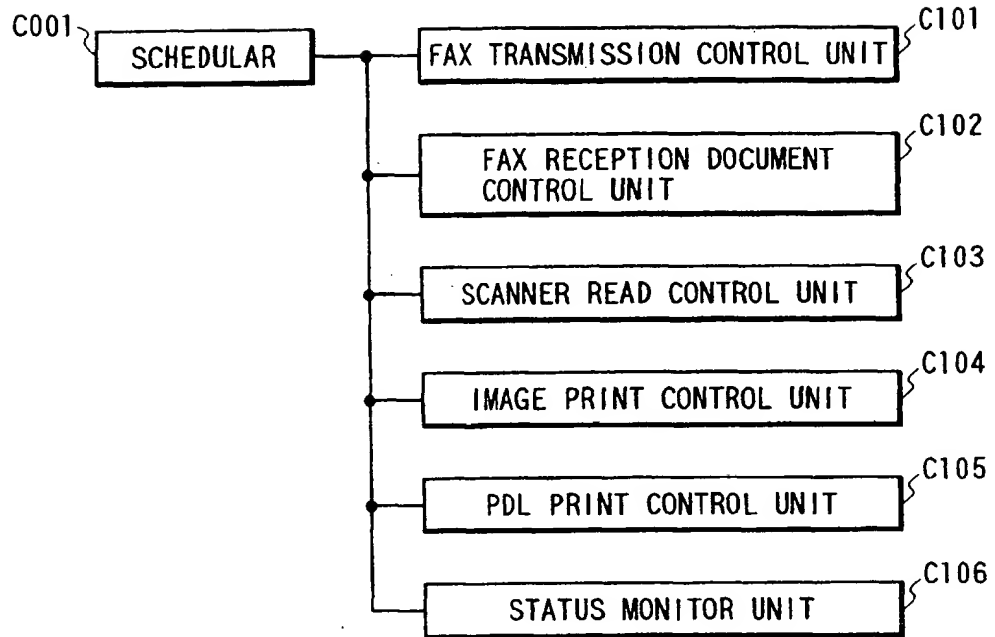 C001
SCHEDULAR
C101
FAX TRANSMISSION CONTROL UNIT
C102
FAX RECEPTION DOCUMENT
CONTROL UNIT
C103
SCANNER READ CONTROL UNIT
C104
IMAGE PRINT CONTROL UNIT
C105
PDL PRINT CONTROL UNIT
C106
STATUS MONITOR UNIT